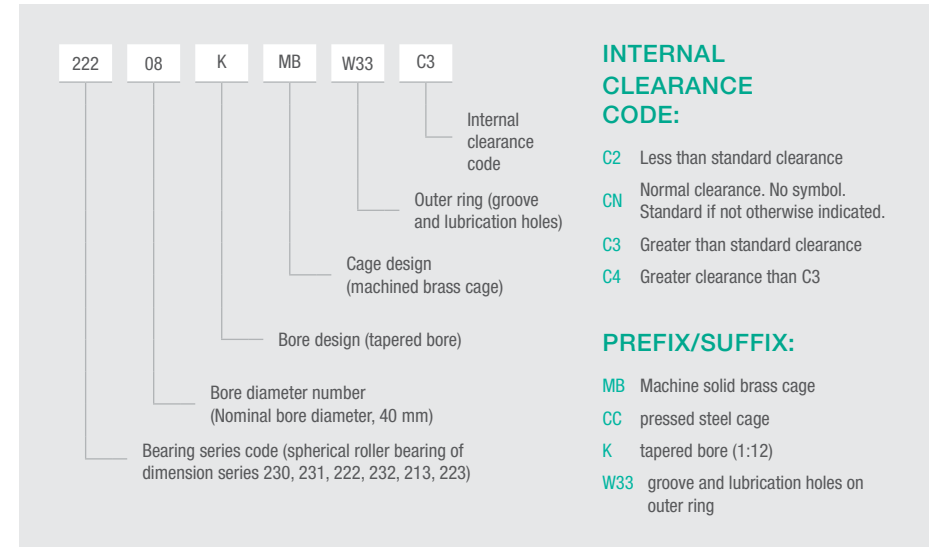 222 08 K MB W33 C3
Internal
clearance
code
Outer ring (groove
and lubrication holes)
Cage design
(machined brass cage)
Bore design (tapered bore)
Bore diameter number
(Nominal bore diameter, 40 mm)
Bearing series code (spherical roller bearing of
dimension series 230, 231, 222, 232, 213, 223)
INTERNAL
CLEARANCE
CODE:
C2 Less than standard clearance
CN Normal clearance. No symbol.
Standard if not otherwise indicated.
C3 Greater than standard clearance
C4 Greater clearance than C3
PREFIX/SUFFIX:
MB Machine solid brass cage
CC pressed steel cage
K tapered bore (1:12)
W33 groove and lubrication holes on
outer ring